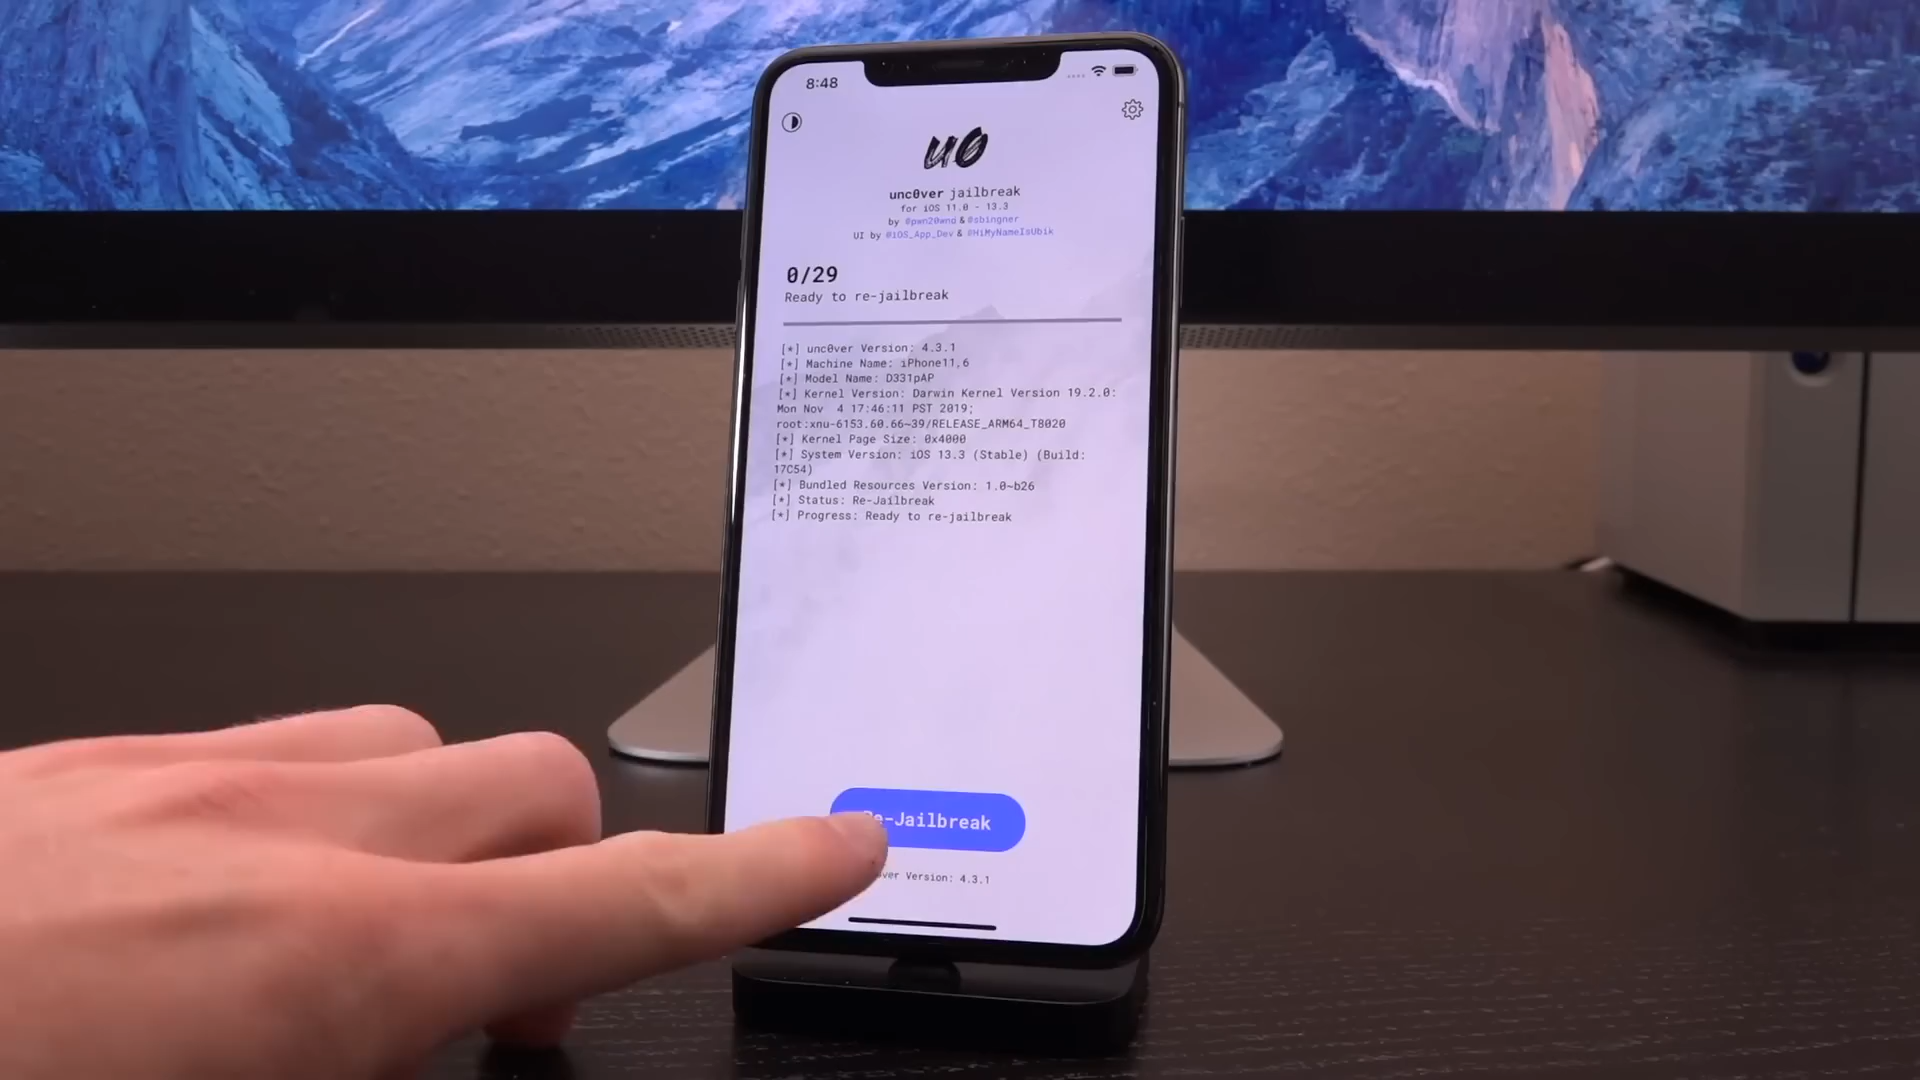 8:48
u0
unc0ver jailbreak
for iOS 11.0 - 13.3
by @pwn20wnd & @sbingner
UI by @iOS_App_Dev & @HiMyNameIsUbik
0/29
Ready to re-jailbreak
[*] unc0ver Version: 4.3.1
[*] Machine Name: iPhone11,6
[*] Model Name: D331pAP
[*] Kernel Version: Darwin Kernel Version 19.2.0:
Mon Nov 4 17:46:11 PST 2019;
root:xnu-6153.60.66~39/RELEASE_ARM64_T8020
[*] Kernel Page Size: 0x4000
[*] System Version: iOS 13.3 (Stable) (Build:
17C54)
[*] Bundled Resources Version: 1.0~b26
[*] Status: Re-Jailbreak
[*] Progress: Ready to re-jailbreak
Re-Jailbreak
Version: 4.3.1